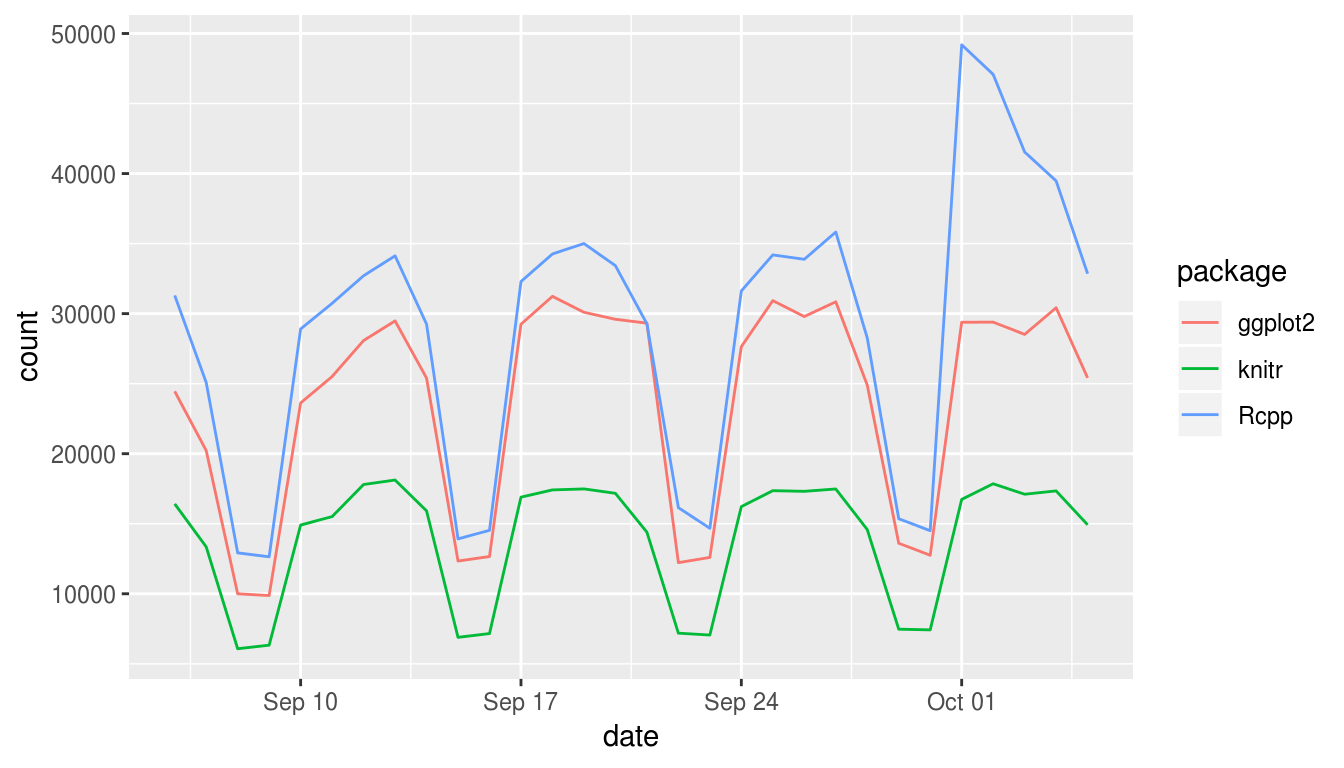 50000
40000
30000
20000
10000
count
Sep 10
Sep 17
Sep 24
Oct 01
date
package
ggplot2
knitr
Rcpp